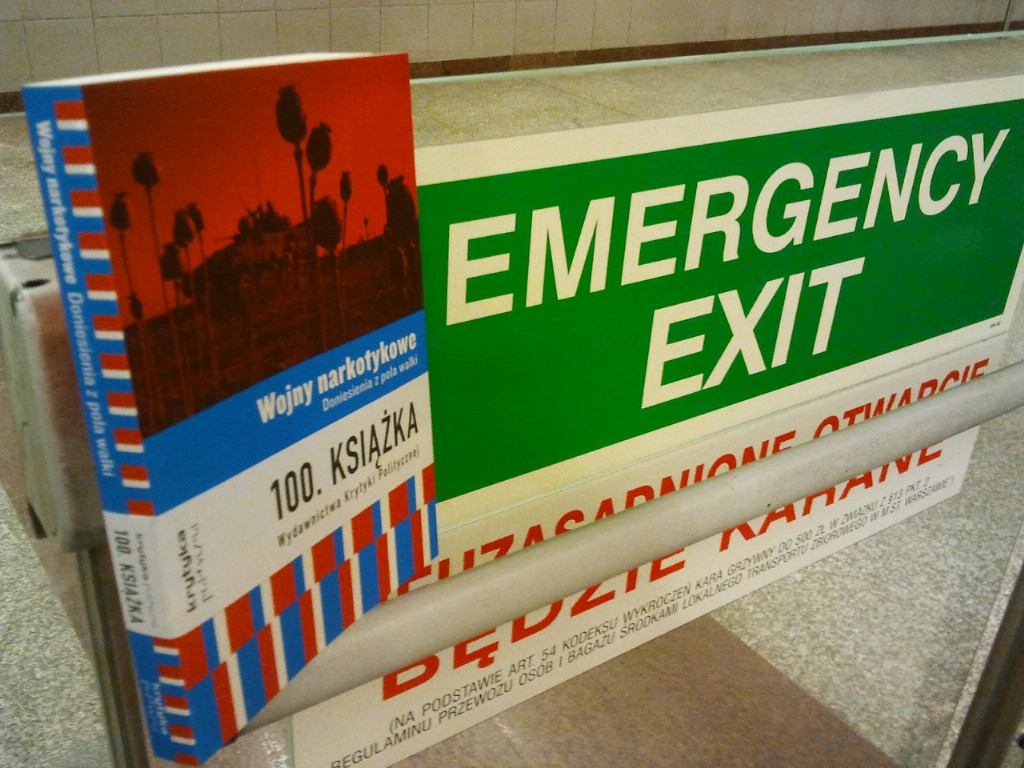 Wojny narkotykowe Doniesienia z pola walki
100 KSIĄŻKA
Wojny narkotykowe
Doniesienia z pola walki
100. KSIĄŻKA
Wydawnictwa Krytyki Politycznej
krytyka
EMERGENCY
EXIT
NIEUZASADNIONE OTWARCIE
BĘDZIE KARANE
(NA PODSTAWIE ART. 54 KODEKSU WYKROCZEŃ KARA GRZYWNY DO 500 ZŁ W ZWIĄZKU Z §13 PKT. 2
REGULAMINU PRZEWOZU OSÓB I BAGAŻU ŚRODKAMI LOKALNEGO TRANSPORTU ZBIOROWEGO W M.ST. WARSZAWIE")